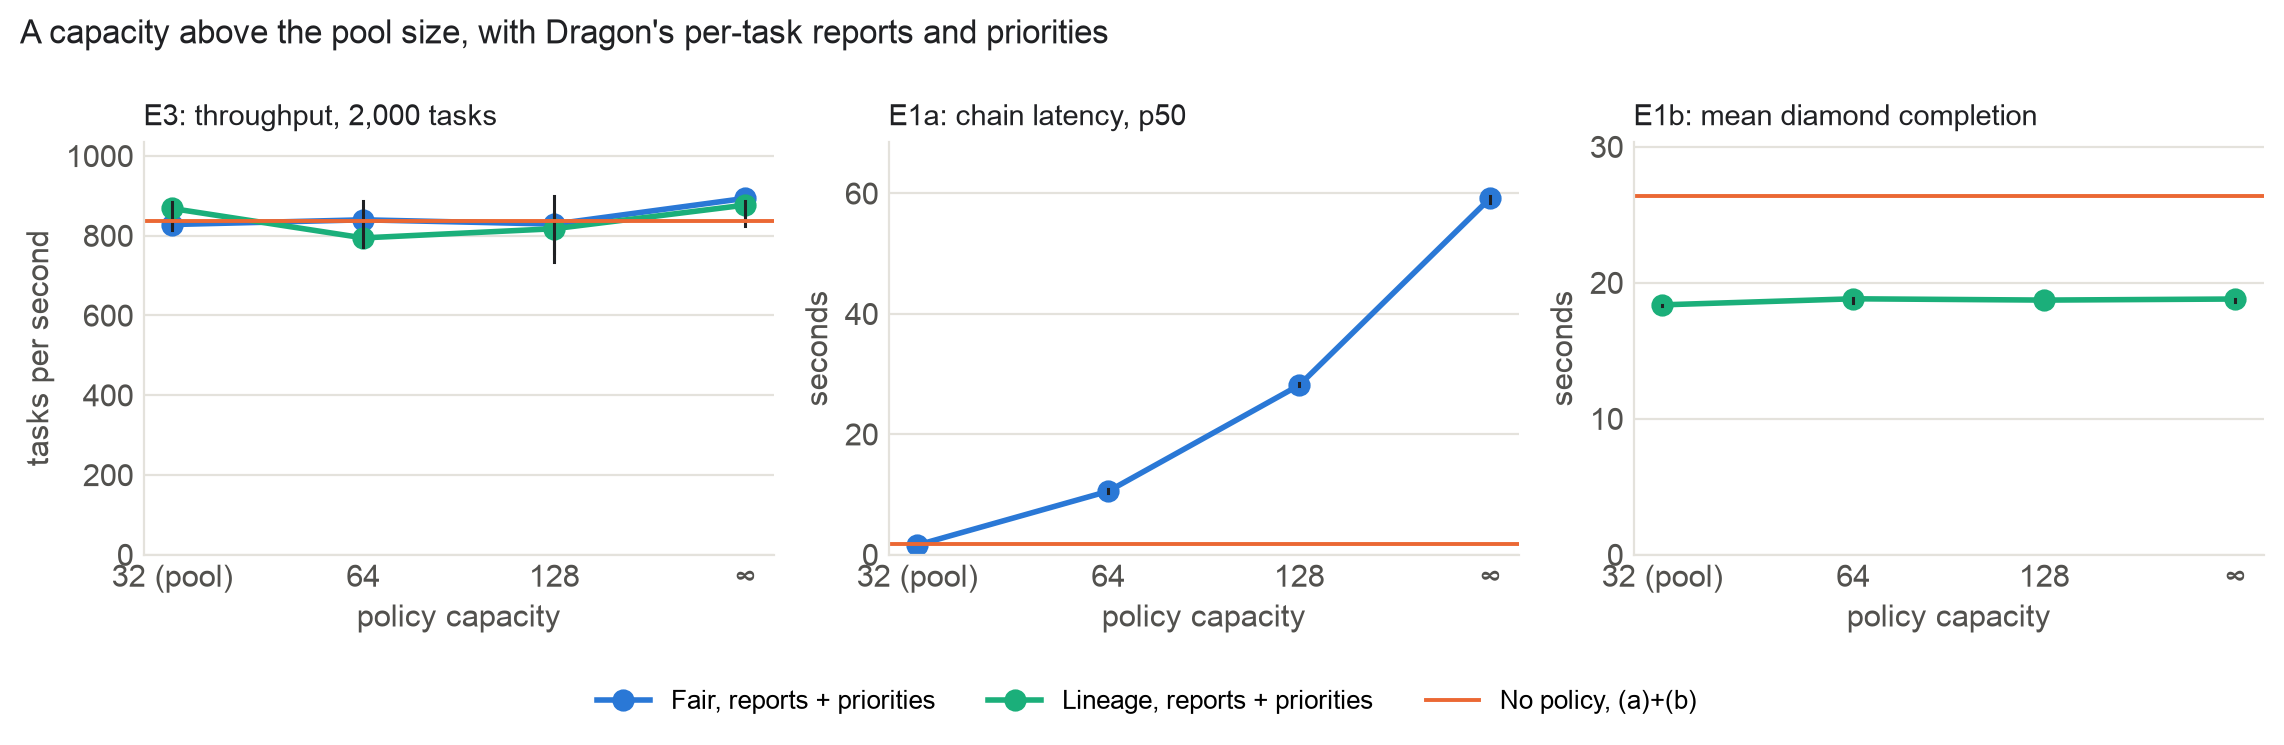 A capacity above the pool size, with Dragon's per-task reports and priorities
E3: throughput, 2,000 tasks
1000
800
600
400
200
0
tasks per second
32 (pool)
64
128
∞
policy capacity
E1a: chain latency, p50
60
40
20
0
seconds
32 (pool)
64
128
∞
policy capacity
E1b: mean diamond completion
30
20
10
0
seconds
32 (pool)
64
128
∞
policy capacity
Fair, reports + priorities
Lineage, reports + priorities
No policy, (a)+(b)